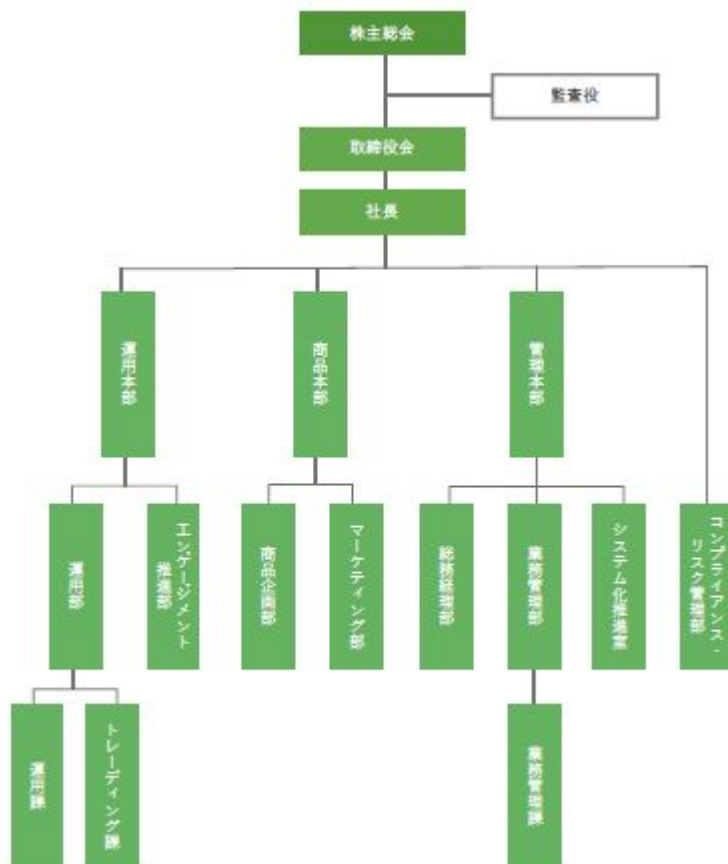 株主総会
監査役
取締役会
社長
運用本部
商品本部
管理本部
運用部
エンゲージメント
推進部
商品企画部
マーケティング部
総務経理部
業務管理部
システム化推進室
コンプライアンス・
リスク管理部
運用課
トレーディング課
業務管理課